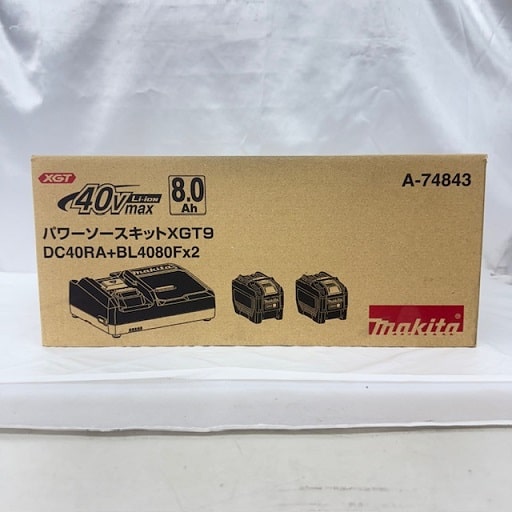 XGT
40Vmax Li-ion
8.0 Ah
A-74843
パワーソースキットXGT9
DC40RA+BL4080Fx2
makita
makita